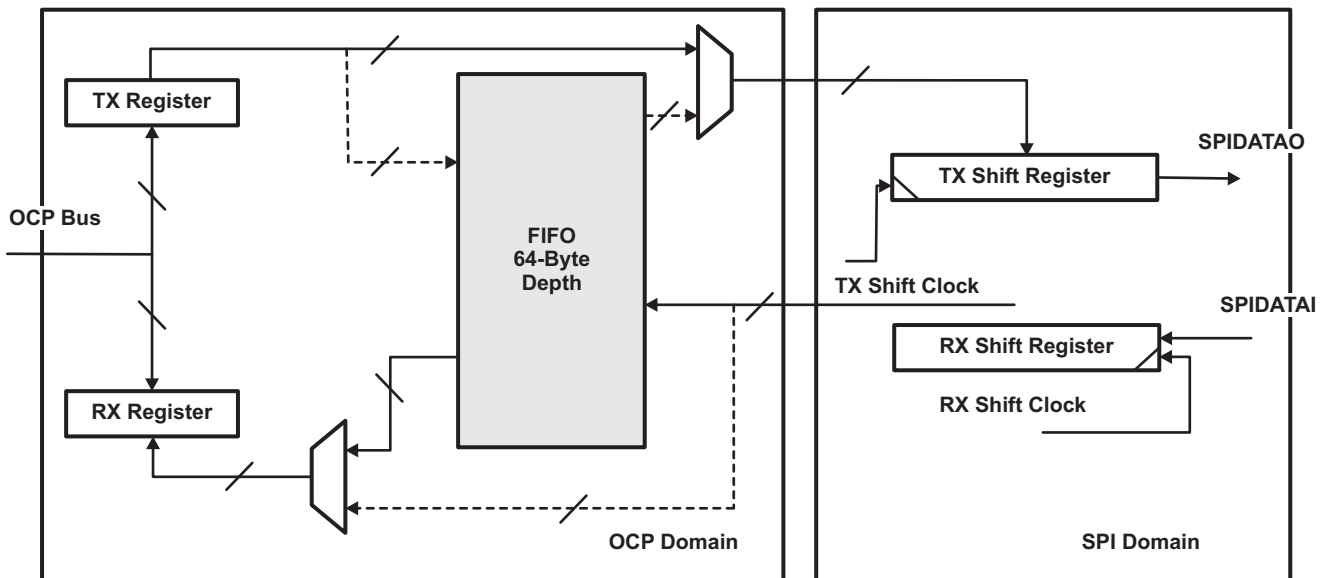 TX Register
SPIDATAO
TX Shift Register
OCP Bus
FIFO
64-Byte
Depth
TX Shift Clock
SPIDATAI
RX Shift Register
RX Register
RX Shift Clock
OCP Domain
SPI Domain